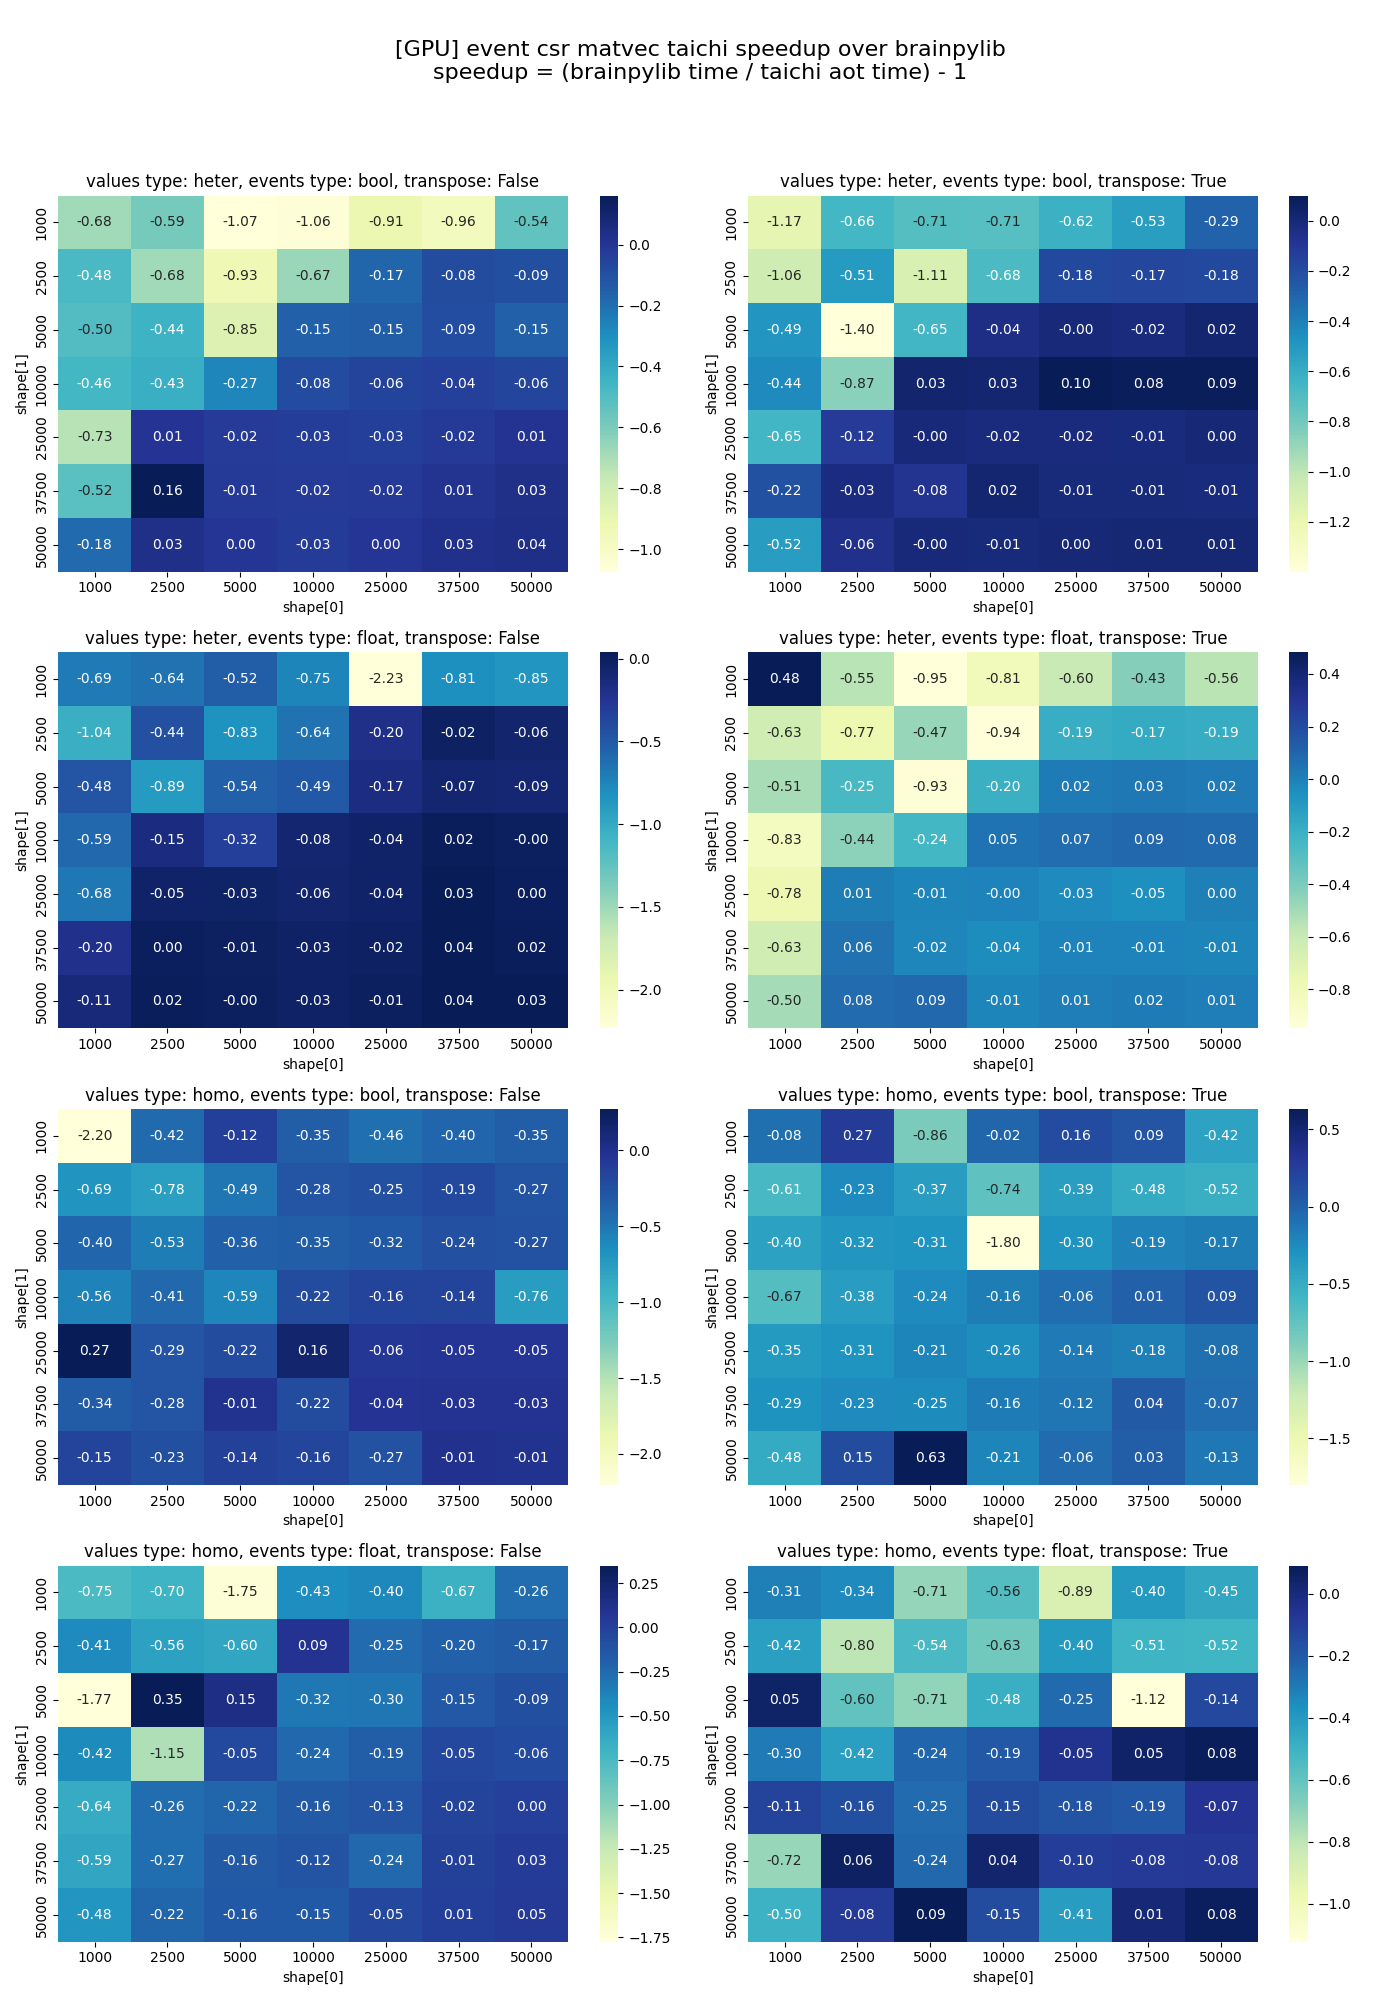 [GPU] event csr matvec taichi speedup over brainpylib
speedup = (brainpylib time / taichi aot time) - 1
values type: heter, events type: bool, transpose: False
shape[1]
1000 -0.68 -0.59 -1.07 -1.06 -0.91 -0.96 -0.54
2500 -0.48 -0.68 -0.93 -0.67 -0.17 -0.08 -0.09
5000 -0.50 -0.44 -0.85 -0.15 -0.15 -0.09 -0.15
10000 -0.46 -0.43 -0.27 -0.08 -0.06 -0.04 -0.06
25000 -0.73 0.01 -0.02 -0.03 -0.03 -0.02 0.01
37500 -0.52 0.16 -0.01 -0.02 -0.02 0.01 0.03
50000 -0.18 0.03 0.00 -0.03 0.00 0.03 0.04
1000 2500 5000 10000 25000 37500 50000
shape[0]
0.0
−0.2
−0.4
−0.6
−0.8
−1.0
values type: heter, events type: bool, transpose: True
shape[1]
1000 -1.17 -0.66 -0.71 -0.71 -0.62 -0.53 -0.29
2500 -1.06 -0.51 -1.11 -0.68 -0.18 -0.17 -0.18
5000 -0.49 -1.40 -0.65 -0.04 -0.00 -0.02 0.02
10000 -0.44 -0.87 0.03 0.03 0.10 0.08 0.09
25000 -0.65 -0.12 -0.00 -0.02 -0.02 -0.01 0.00
37500 -0.22 -0.03 -0.08 0.02 -0.01 -0.01 -0.01
50000 -0.52 -0.06 -0.00 -0.01 0.00 0.01 0.01
1000 2500 5000 10000 25000 37500 50000
shape[0]
0.0
−0.2
−0.4
−0.6
−0.8
−1.0
−1.2
values type: heter, events type: float, transpose: False
shape[1]
1000 -0.69 -0.64 -0.52 -0.75 -2.23 -0.81 -0.85
2500 -1.04 -0.44 -0.83 -0.64 -0.20 -0.02 -0.06
5000 -0.48 -0.89 -0.54 -0.49 -0.17 -0.07 -0.09
10000 -0.59 -0.15 -0.32 -0.08 -0.04 0.02 -0.00
25000 -0.68 -0.05 -0.03 -0.06 -0.04 0.03 0.00
37500 -0.20 0.00 -0.01 -0.03 -0.02 0.04 0.02
50000 -0.11 0.02 -0.00 -0.03 -0.01 0.04 0.03
1000 2500 5000 10000 25000 37500 50000
shape[0]
0.0
−0.5
−1.0
−1.5
−2.0
values type: heter, events type: float, transpose: True
shape[1]
1000 0.48 -0.55 -0.95 -0.81 -0.60 -0.43 -0.56
2500 -0.63 -0.77 -0.47 -0.94 -0.19 -0.17 -0.19
5000 -0.51 -0.25 -0.93 -0.20 0.02 0.03 0.02
10000 -0.83 -0.44 -0.24 0.05 0.07 0.09 0.08
25000 -0.78 0.01 -0.01 -0.00 -0.03 -0.05 0.00
37500 -0.63 0.06 -0.02 -0.04 -0.01 -0.01 -0.01
50000 -0.50 0.08 0.09 -0.01 0.01 0.02 0.01
1000 2500 5000 10000 25000 37500 50000
shape[0]
0.4
0.2
0.0
−0.2
−0.4
−0.6
−0.8
values type: homo, events type: bool, transpose: False
shape[1]
1000 -2.20 -0.42 -0.12 -0.35 -0.46 -0.40 -0.35
2500 -0.69 -0.78 -0.49 -0.28 -0.25 -0.19 -0.27
5000 -0.40 -0.53 -0.36 -0.35 -0.32 -0.24 -0.27
10000 -0.56 -0.41 -0.59 -0.22 -0.16 -0.14 -0.76
25000 0.27 -0.29 -0.22 0.16 -0.06 -0.05 -0.05
37500 -0.34 -0.28 -0.01 -0.22 -0.04 -0.03 -0.03
50000 -0.15 -0.23 -0.14 -0.16 -0.27 -0.01 -0.01
1000 2500 5000 10000 25000 37500 50000
shape[0]
0.0
−0.5
−1.0
−1.5
−2.0
values type: homo, events type: bool, transpose: True
shape[1]
1000 -0.08 0.27 -0.86 -0.02 0.16 0.09 -0.42
2500 -0.61 -0.23 -0.37 -0.74 -0.39 -0.48 -0.52
5000 -0.40 -0.32 -0.31 -1.80 -0.30 -0.19 -0.17
10000 -0.67 -0.38 -0.24 -0.16 -0.06 0.01 0.09
25000 -0.35 -0.31 -0.21 -0.26 -0.14 -0.18 -0.08
37500 -0.29 -0.23 -0.25 -0.16 -0.12 0.04 -0.07
50000 -0.48 0.15 0.63 -0.21 -0.06 0.03 -0.13
1000 2500 5000 10000 25000 37500 50000
shape[0]
0.5
0.0
−0.5
−1.0
−1.5
values type: homo, events type: float, transpose: False
shape[1]
1000 -0.75 -0.70 -1.75 -0.43 -0.40 -0.67 -0.26
2500 -0.41 -0.56 -0.60 0.09 -0.25 -0.20 -0.17
5000 -1.77 0.35 0.15 -0.32 -0.30 -0.15 -0.09
10000 -0.42 -1.15 -0.05 -0.24 -0.19 -0.05 -0.06
25000 -0.64 -0.26 -0.22 -0.16 -0.13 -0.02 0.00
37500 -0.59 -0.27 -0.16 -0.12 -0.24 -0.01 0.03
50000 -0.48 -0.22 -0.16 -0.15 -0.05 0.01 0.05
1000 2500 5000 10000 25000 37500 50000
shape[0]
0.25
0.00
−0.25
−0.50
−0.75
−1.00
−1.25
−1.50
−1.75
values type: homo, events type: float, transpose: True
shape[1]
1000 -0.31 -0.34 -0.71 -0.56 -0.89 -0.40 -0.45
2500 -0.42 -0.80 -0.54 -0.63 -0.40 -0.51 -0.52
5000 0.05 -0.60 -0.71 -0.48 -0.25 -1.12 -0.14
10000 -0.30 -0.42 -0.24 -0.19 -0.05 0.05 0.08
25000 -0.11 -0.16 -0.25 -0.15 -0.18 -0.19 -0.07
37500 -0.72 0.06 -0.24 0.04 -0.10 -0.08 -0.08
50000 -0.50 -0.08 0.09 -0.15 -0.41 0.01 0.08
1000 2500 5000 10000 25000 37500 50000
shape[0]
0.0
−0.2
−0.4
−0.6
−0.8
−1.0